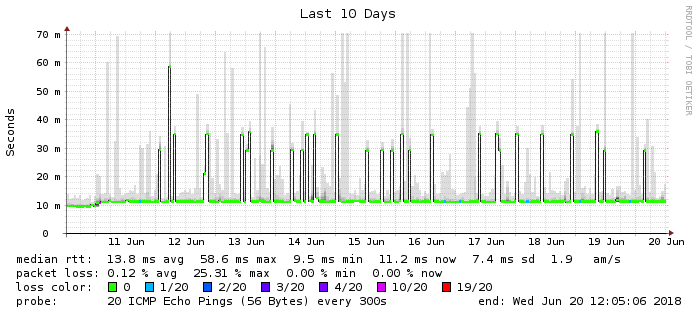 Last 10 Days
RRDTOOL / TOBI OETIKER
Seconds
70 m
60 m
50 m
40 m
30 m
20 m
10 m
0
11 Jun 12 Jun 13 Jun 14 Jun 15 Jun 16 Jun 17 Jun 18 Jun 19 Jun 20 Jun
median rtt: 13.8 ms avg 58.6 ms max 9.5 ms min 11.2 ms now 7.4 ms sd 1.9 am/s
packet loss: 0.12 % avg 25.31 % max 0.00 % min 0.00 % now
loss color: 0 1/20 2/20 3/20 4/20 10/20 19/20
probe: 20 ICMP Echo Pings (56 Bytes) every 300s end: Wed Jun 20 12:05:06 2018